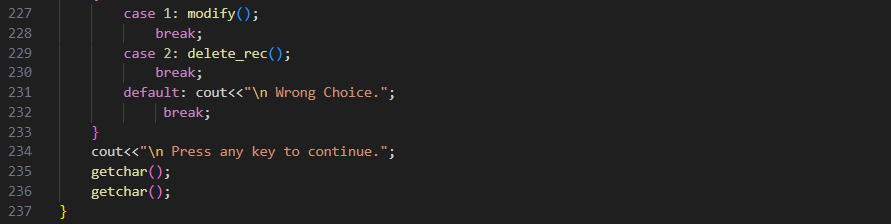 227 case 1: modify();
228 break;
229 case 2: delete_rec();
230 break;
231 default: cout<<"\n Wrong Choice.";
232 break;
233 }
234 cout<<"\n Press any key to continue.";
235 getchar();
236 getchar();
237 }